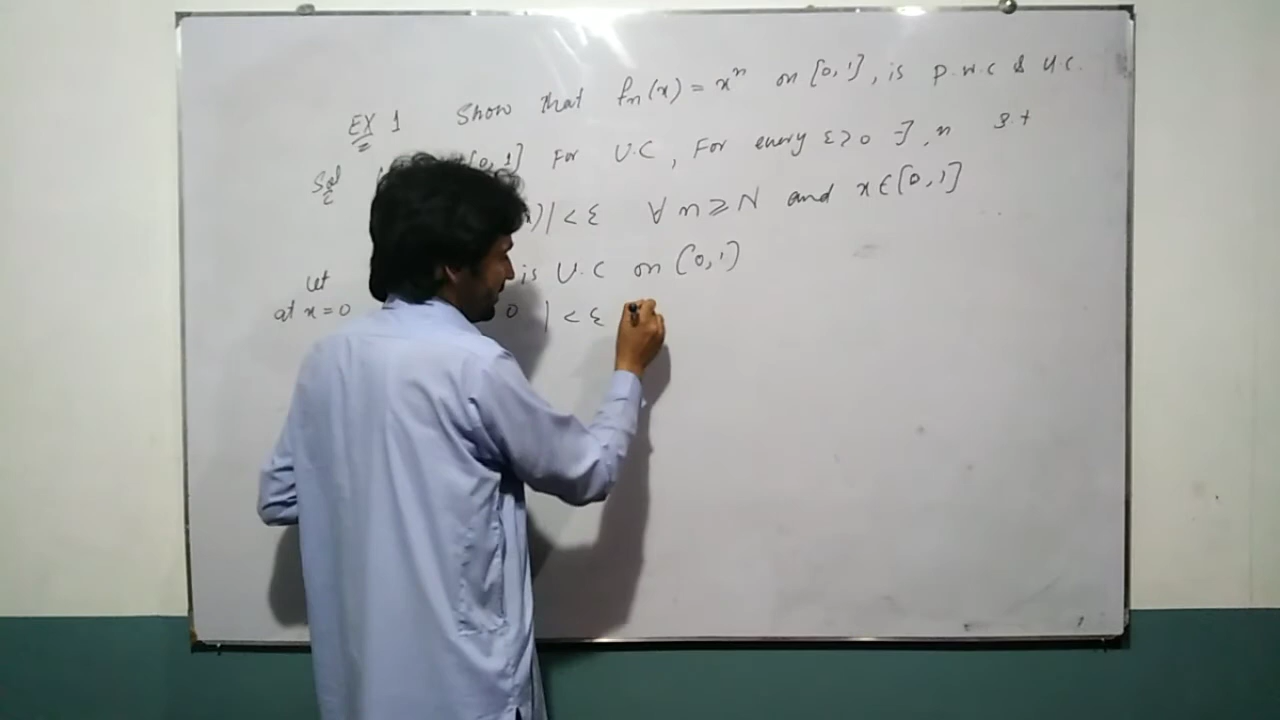 EX 1 Show that fn(x) = x^n on [0,1], is P.W.C & U.C.
Sol 0,1] For U.C, For every ε>0 ∃, n s.t
)| < ε ∀ n ≥ N and x ∈ [0,1]
Let is U.C on [0,1]
at x=0 0 | < ε